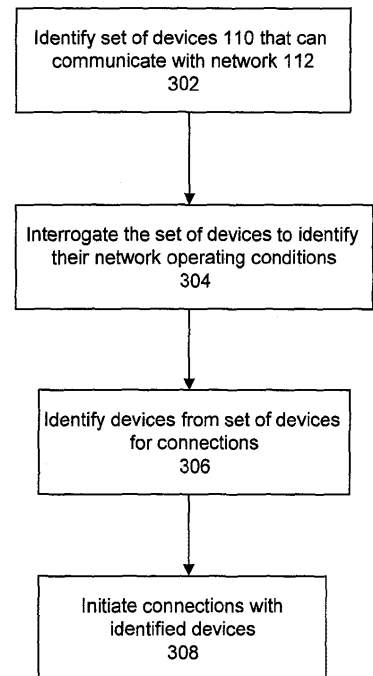 Identify set of devices 110 that can
communicate with network 112
302
Interrogate the set of devices to identify
their network operating conditions
304
Identify devices from set of devices
for connections
306
Initiate connections with
identified devices
308